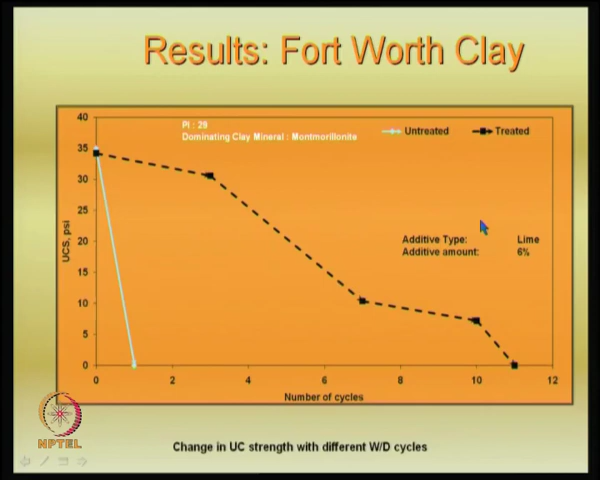 Results: Fort Worth Clay
40
PI : 29
Dominating Clay Mineral : Montmorillonite
Untreated
Treated
35
30
25
20
15
10
5
0
UCS, psi
Additive Type: Lime
Additive amount: 6%
0 2 4 6 8 10 12
Number of cycles
NPTEL
Change in UC strength with different W/D cycles